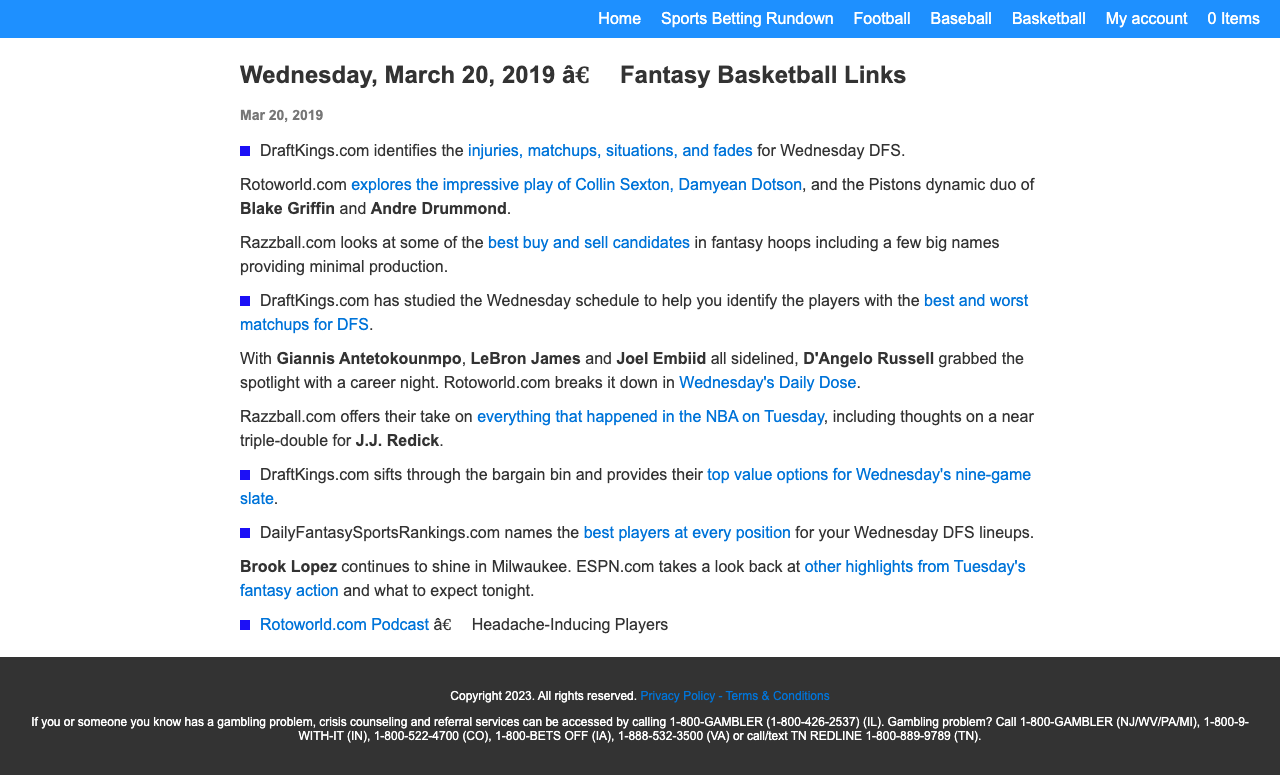 Home Sports Betting Rundown Football Baseball Basketball My account 0 Items
Wednesday, March 20, 2019 â€ Fantasy Basketball Links
Mar 20, 2019
DraftKings.com identifies the injuries, matchups, situations, and fades for Wednesday DFS.
Rotoworld.com explores the impressive play of Collin Sexton, Damyean Dotson, and the Pistons dynamic duo of
Blake Griffin and Andre Drummond.
Razzball.com looks at some of the best buy and sell candidates in fantasy hoops including a few big names
providing minimal production.
DraftKings.com has studied the Wednesday schedule to help you identify the players with the best and worst
matchups for DFS.
With Giannis Antetokounmpo, LeBron James and Joel Embiid all sidelined, D'Angelo Russell grabbed the
spotlight with a career night. Rotoworld.com breaks it down in Wednesday's Daily Dose.
Razzball.com offers their take on everything that happened in the NBA on Tuesday, including thoughts on a near
triple-double for J.J. Redick.
DraftKings.com sifts through the bargain bin and provides their top value options for Wednesday's nine-game
slate.
DailyFantasySportsRankings.com names the best players at every position for your Wednesday DFS lineups.
Brook Lopez continues to shine in Milwaukee. ESPN.com takes a look back at other highlights from Tuesday's
fantasy action and what to expect tonight.
Rotoworld.com Podcast â€ Headache-Inducing Players
Copyright 2023. All rights reserved. Privacy Policy - Terms & Conditions
If you or someone you know has a gambling problem, crisis counseling and referral services can be accessed by calling 1-800-GAMBLER (1-800-426-2537) (IL). Gambling problem? Call 1-800-GAMBLER (NJ/WV/PA/MI), 1-800-9-
WITH-IT (IN), 1-800-522-4700 (CO), 1-800-BETS OFF (IA), 1-888-532-3500 (VA) or call/text TN REDLINE 1-800-889-9789 (TN).